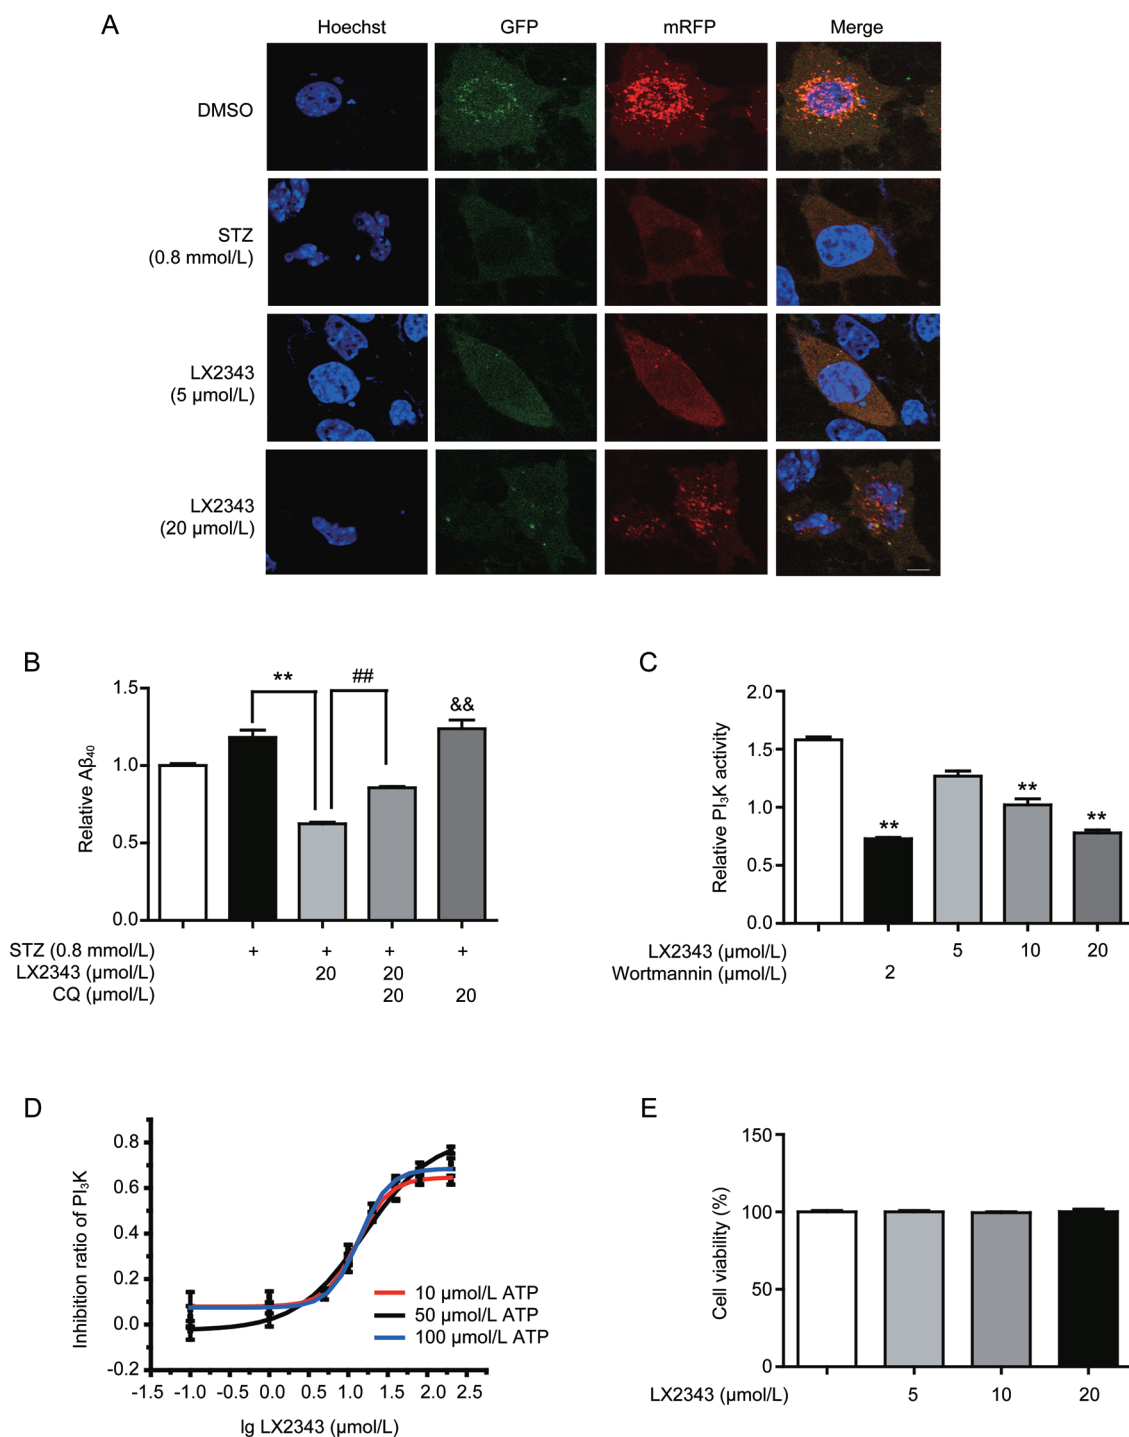 A
Hoechst GFP mRFP Merge
DMSO
STZ
(0.8 mmol/L)
LX2343
(5 µmol/L)
LX2343
(20 µmol/L)
B
** ## &&
1.5
1.0
0.5
0.0
Relative Aβ₄₀
STZ (0.8 mmol/L) + + + +
LX2343 (µmol/L) 20 20
CQ (µmol/L) 20 20
C
2.0
1.5
1.0
0.5
0.0
Relative PI₃K activity
** ** **
LX2343 (µmol/L) 5 10 20
Wortmannin (µmol/L) 2
D
0.8
0.6
0.4
0.2
0.0
-0.2
Inhibition ratio of PI₃K
10 µmol/L ATP
50 µmol/L ATP
100 µmol/L ATP
-1.5 -1.0 -0.5 0.0 0.5 1.0 1.5 2.0 2.5
lg LX2343 (µmol/L)
E
150
100
50
0
Cell viability (%)
LX2343 (µmol/L) 5 10 20